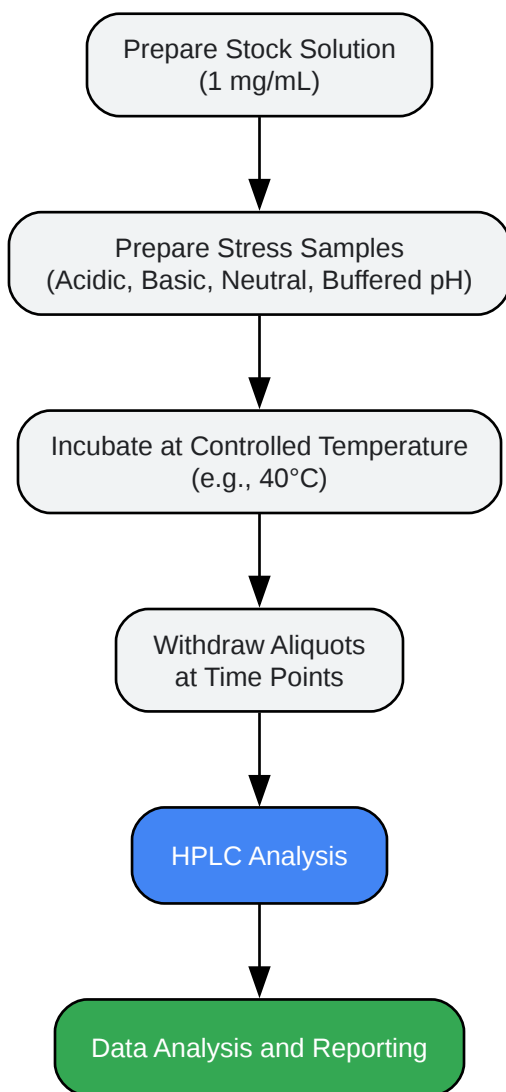 Prepare Stock Solution
(1 mg/mL)
Prepare Stress Samples
(Acidic, Basic, Neutral, Buffered pH)
Incubate at Controlled Temperature
(e.g., 40°C)
Withdraw Aliquots
at Time Points
HPLC Analysis
Data Analysis and Reporting